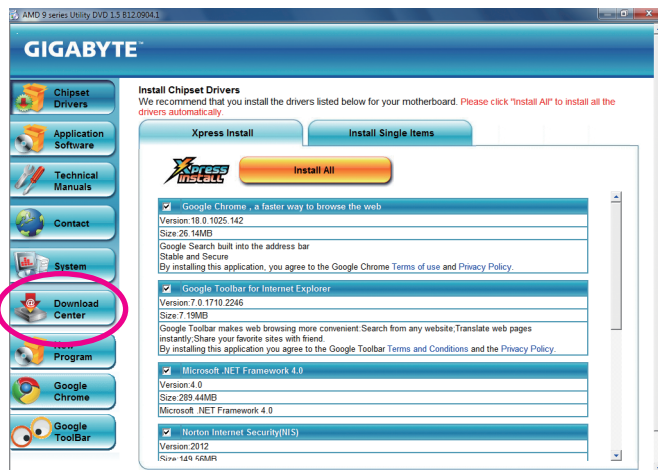 AMD 9 series Utility DVD 1.5 B12.0904.1
GIGABYTE™
Chipset
Drivers
Application
Software
Technical
Manuals
Contact
System
Download
Center
New
Program
Google
Chrome
Google
ToolBar
Install Chipset Drivers
We recommend that you install the drivers listed below for your motherboard. Please click "Install All" to install all the
drivers automatically.
Xpress Install
Install Single Items
Xpress
Install
Install All
Google Chrome , a faster way to browse the web
Version:18.0.1025.142
Size:26.14MB
Google Search built into the address bar
Stable and Secure
By installing this application, you agree to the Google Chrome Terms of use and Privacy Policy.
Google Toolbar for Internet Explorer
Version:7.0.1710.2246
Size:7.19MB
Google Toolbar makes web browsing more convenient:Search from any website;Translate web pages
instantly;Share your favorite sites with friend.
By installing this application you agree to the Google Toolbar Terms and Conditions and the Privacy Policy.
Microsoft .NET Framework 4.0
Version:4.0
Size:289.44MB
Microsoft .NET Framework 4.0
Norton Internet Security(NIS)
Version:2012
Size:149.56MB